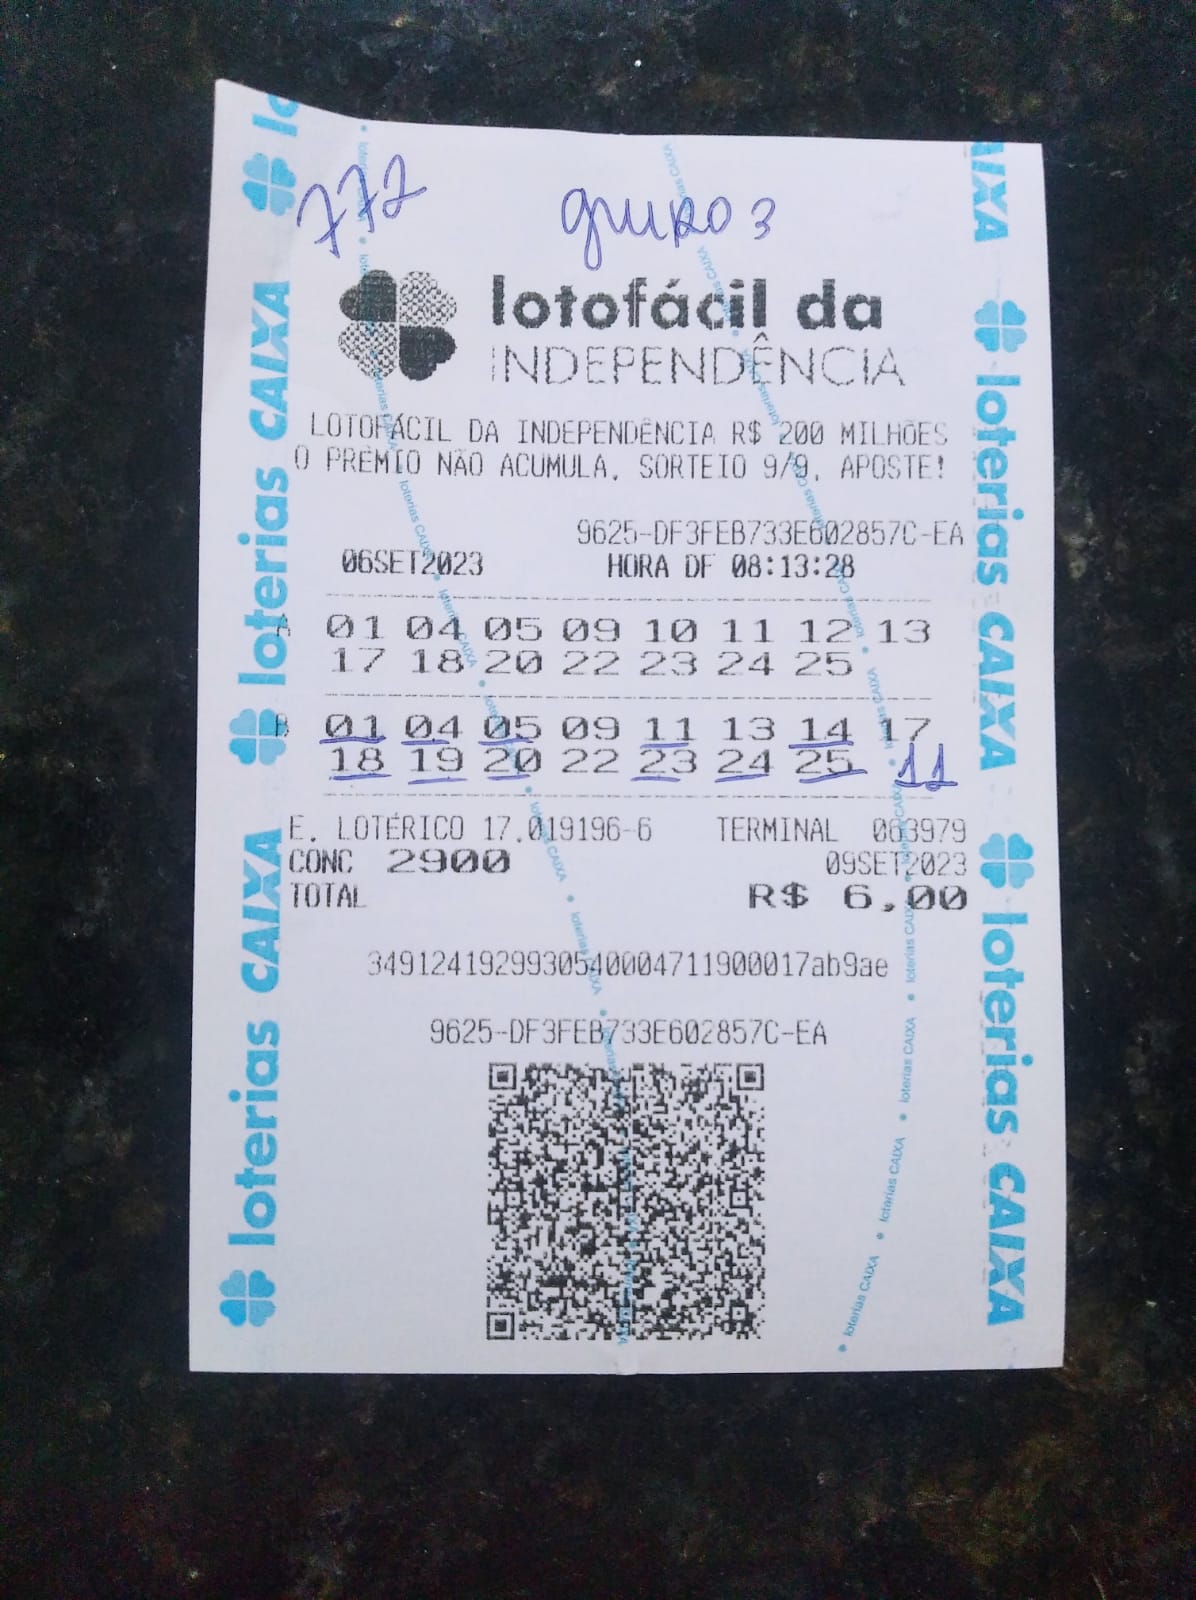 772 grupo 3
lotofácil da
INDEPENDÊNCIA
LOTOFÁCIL DA INDEPENDÊNCIA R$ 200 MILHÕES
O PRÊMIO NÃO ACUMULA, SORTEIO 9/9, APOSTE!
9625-DF3FEB733E602857C-EA
06SET2023 HORA DF 08:13:28
A 01 04 05 09 10 11 12 13
17 18 20 22 23 24 25
B 01 04 05 09 11 13 14 17
18 19 20 22 23 24 25 11
E. LOTÉRICO 17.019196-6 TERMINAL 063979
CONC 2900 09SET2023
TOTAL R$ 6,00
3491241929930540004711900017ab9ae
9625-DF3FEB733E602857C-EA
loterias CAIXA
loterias CAIXA
loterias CAIXA
loterias CAIXA